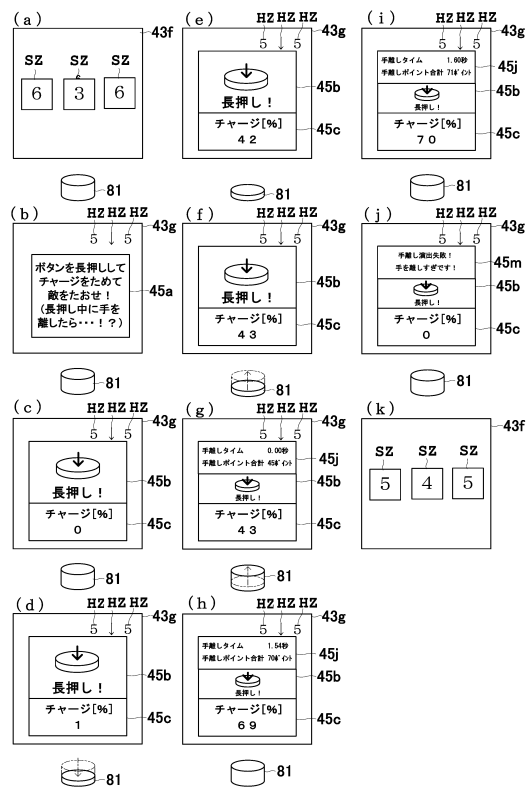 (a)
43f
SZ SZ SZ
6 3 6
81
(b)
HZ HZ HZ
43g
5 ↓ 5
ボタンを長押しして
チャージをためて
敵をたおせ!
(長押し中に手を
離したら・・・!?)
45a
81
(c)
HZ HZ HZ
43g
5 ↓ 5
長押し!
45b
チャージ[%]
0
45c
81
(d)
HZ HZ HZ
43g
5 ↓ 5
長押し!
45b
チャージ[%]
1
45c
81
(e)
HZ HZ HZ
43g
5 ↓ 5
長押し!
45b
チャージ[%]
42
45c
81
(f)
HZ HZ HZ
43g
5 ↓ 5
長押し!
45b
チャージ[%]
43
45c
81
(g)
HZ HZ HZ
43g
5 ↓ 5
手離しタイム 0.00秒
手離しポイント合計 45ポイント
45j
長押し!
45b
チャージ[%]
43
45c
81
(h)
HZ HZ HZ
43g
5 ↓ 5
手離しタイム 1.54秒
手離しポイント合計 70ポイント
45j
長押し!
45b
チャージ[%]
69
45c
81
(i)
HZ HZ HZ
43g
5 ↓ 5
手離しタイム 1.60秒
手離しポイント合計 71ポイント
45j
長押し!
45b
チャージ[%]
70
45c
81
(j)
HZ HZ HZ
43g
5 ↓ 5
手離し演出失敗!
手を離しすぎです!
45m
長押し!
45b
チャージ[%]
0
45c
81
(k)
43f
SZ SZ SZ
5 4 5